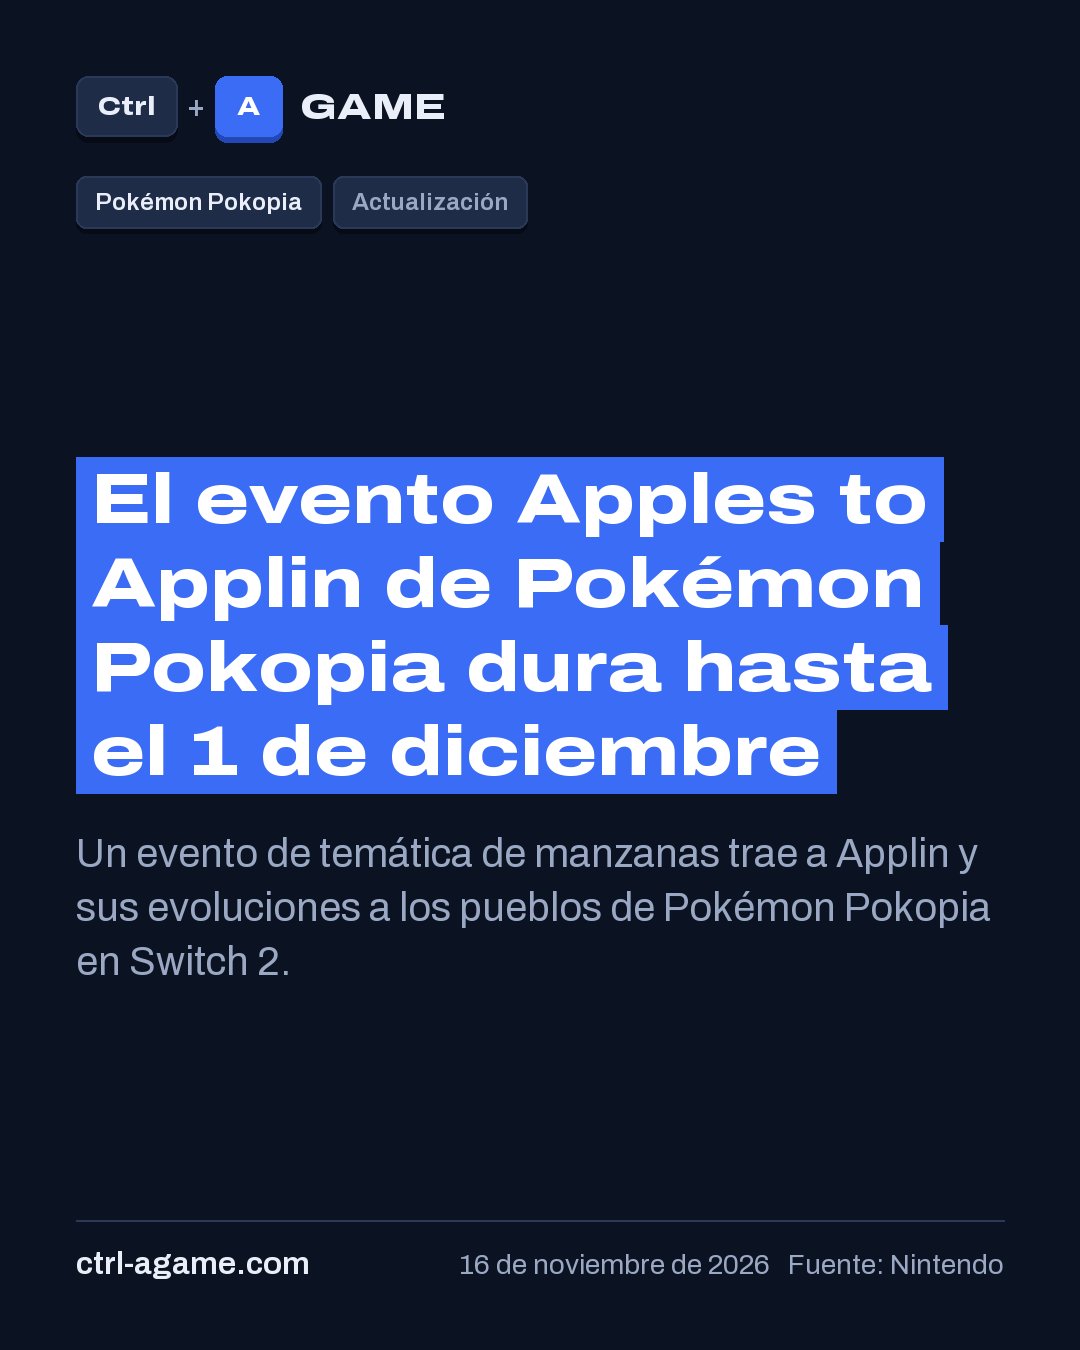 Ctrl + A GAME
Pokémon Pokopia Actualización
El evento Apples to
Applin de Pokémon
Pokopia dura hasta
el 1 de diciembre
Un evento de temática de manzanas trae a Applin y
sus evoluciones a los pueblos de Pokémon Pokopia
en Switch 2.
ctrl-agame.com 16 de noviembre de 2026 Fuente: Nintendo